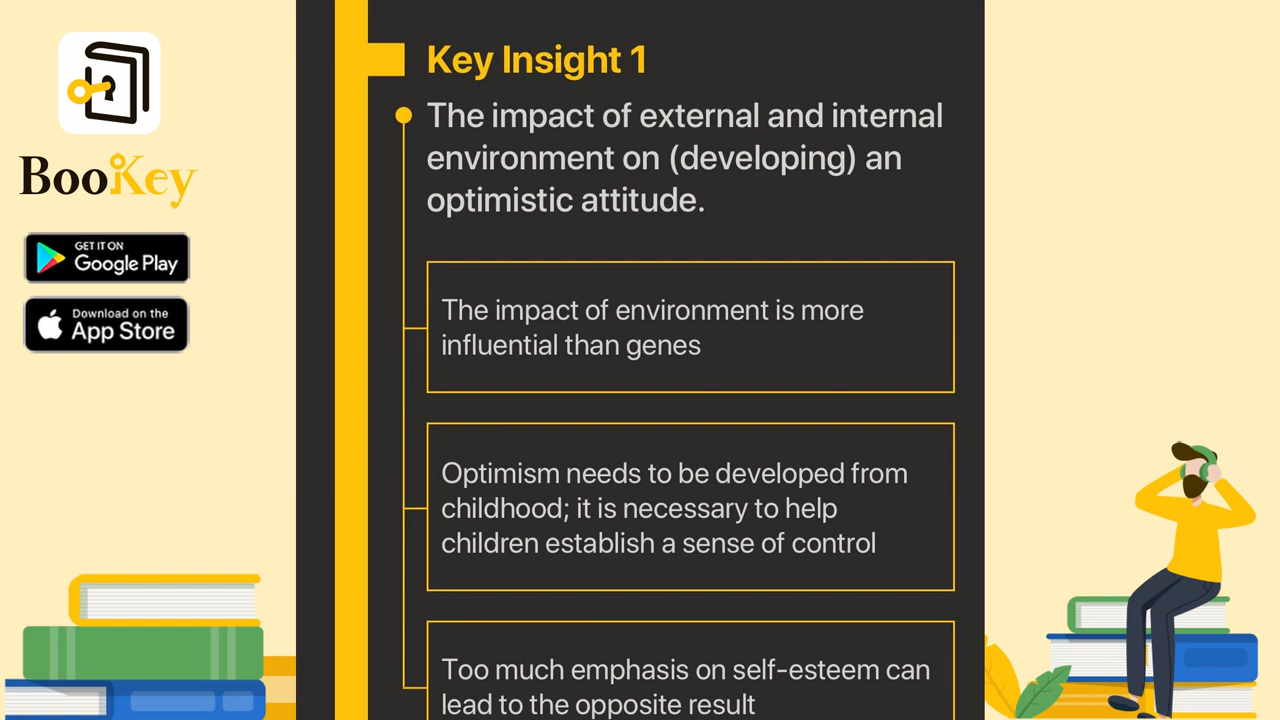 BooKey
GET IT ON
Google Play
Download on the
App Store
Key Insight 1
The impact of external and internal
environment on (developing) an
optimistic attitude.
The impact of environment is more
influential than genes
Optimism needs to be developed from
childhood; it is necessary to help
children establish a sense of control
Too much emphasis on self-esteem can
lead to the opposite result